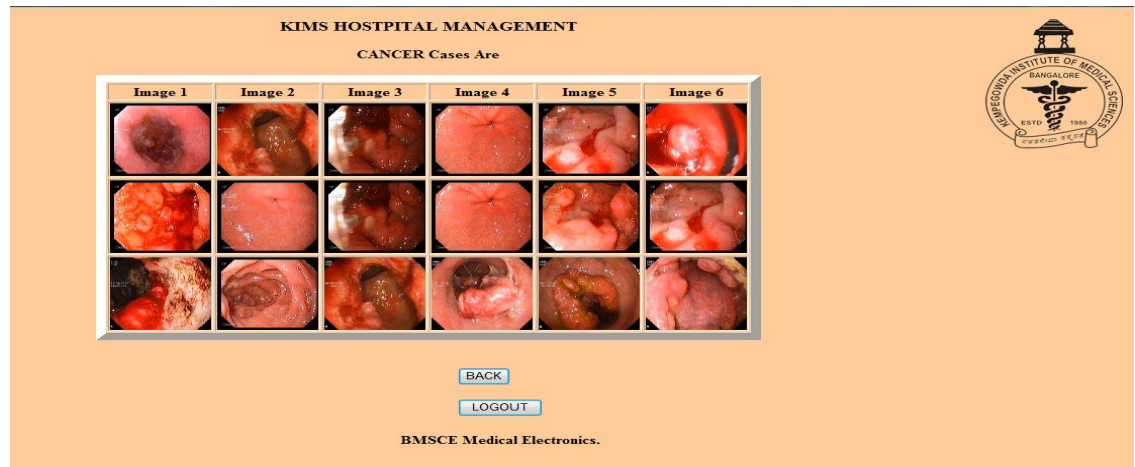 KIMS HOSTPITAL MANAGEMENT
CANCER Cases Are
Image 1 Image 2 Image 3 Image 4 Image 5 Image 6
KEMPEGOWDA INSTITUTE OF MEDICAL SCIENCES
BANGALORE
ESTD 1980
BACK
LOGOUT
BMSCE Medical Electronics.